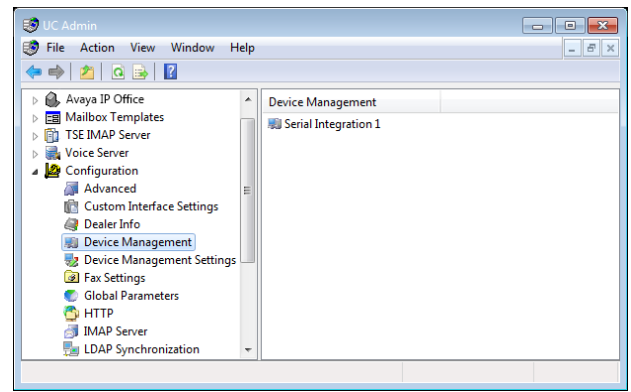 UC Admin
File Action View Window Help
Avaya IP Office
Mailbox Templates
TSE IMAP Server
Voice Server
Configuration
Advanced
Custom Interface Settings
Dealer Info
Device Management
Device Management Settings
Fax Settings
Global Parameters
HTTP
IMAP Server
LDAP Synchronization
Device Management
Serial Integration 1